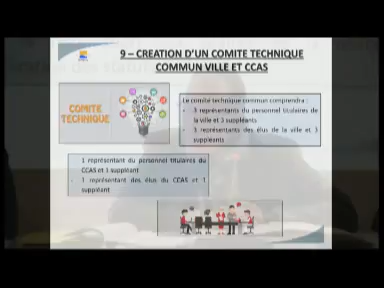 9 – CREATION D'UN COMITE TECHNIQUE
COMMUN VILLE ET CCAS
COMITE
TECHNIQUE
Le comité technique commun comprendra :
- 3 représentants du personnel titulaires de
la ville et 3 suppléants
- 3 représentants des élus de la ville et 3
suppléants
1 représentant du personnel titulaires du
CCAS et 1 suppléant
- 1 représentant des élus du CCAS et 1
suppléant